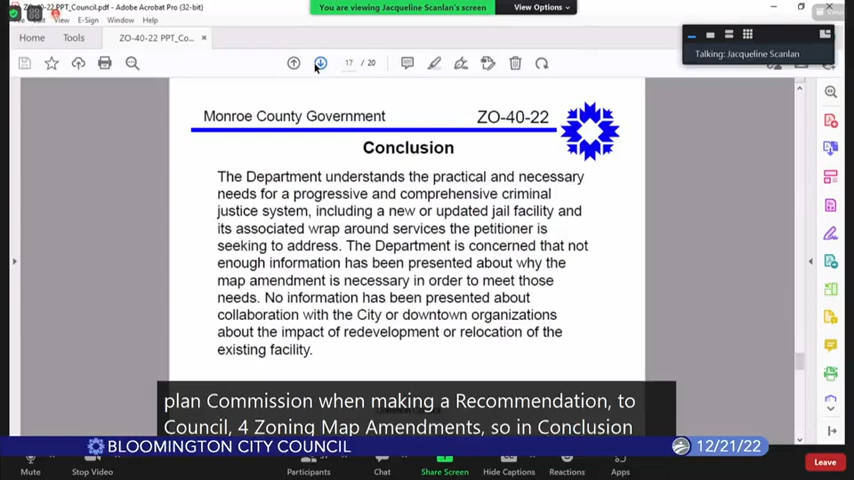 ZO-40-22 PPT_Council.pdf - Adobe Acrobat Pro (32-bit)
You are viewing Jacqueline Scanlan's screen
View Options
E-Sign Window Help
Home Tools ZO-40-22 PPT_Co... ×
Talking: Jacqueline Scanlan
17 / 20
Monroe County Government ZO-40-22
Conclusion
The Department understands the practical and necessary
needs for a progressive and comprehensive criminal
justice system, including a new or updated jail facility and
its associated wrap around services the petitioner is
seeking to address. The Department is concerned that not
enough information has been presented about why the
map amendment is necessary in order to meet those
needs. No information has been presented about
collaboration with the City or downtown organizations
about the impact of redevelopment or relocation of the
existing facility.
plan Commission when making a Recommendation, to
Council, 4 Zoning Map Amendments, so in Conclusion
BLOOMINGTON CITY COUNCIL 12/21/22
Mute Stop Video Participants Chat Share Screen Hide Captions Reactions Apps Leave